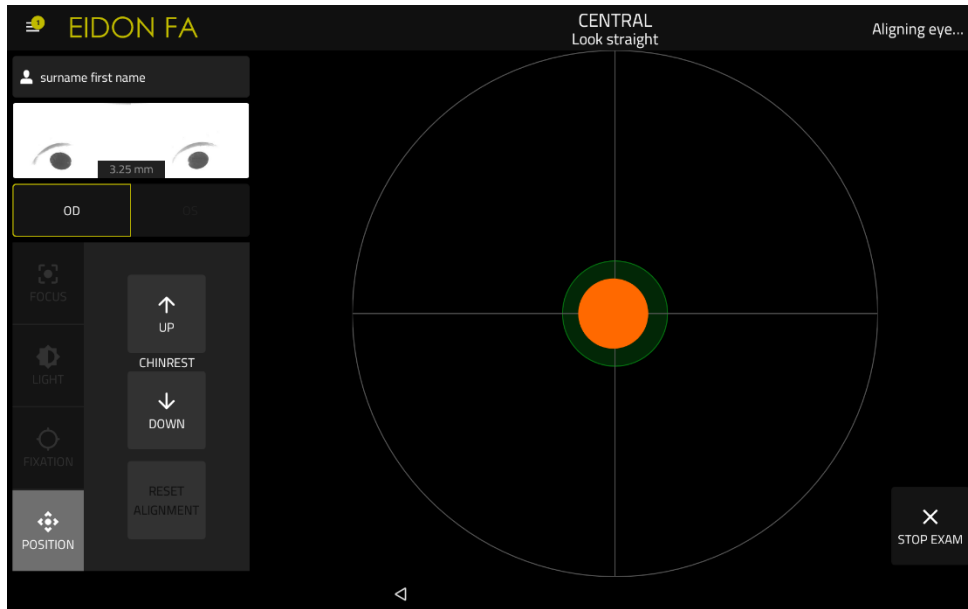 1
EIDON FA
CENTRAL
Look straight
Aligning eye...
surname first name
3.25 mm
OD
OS
FOCUS
LIGHT
FIXATION
POSITION
UP
CHINREST
DOWN
RESET
ALIGNMENT
STOP EXAM